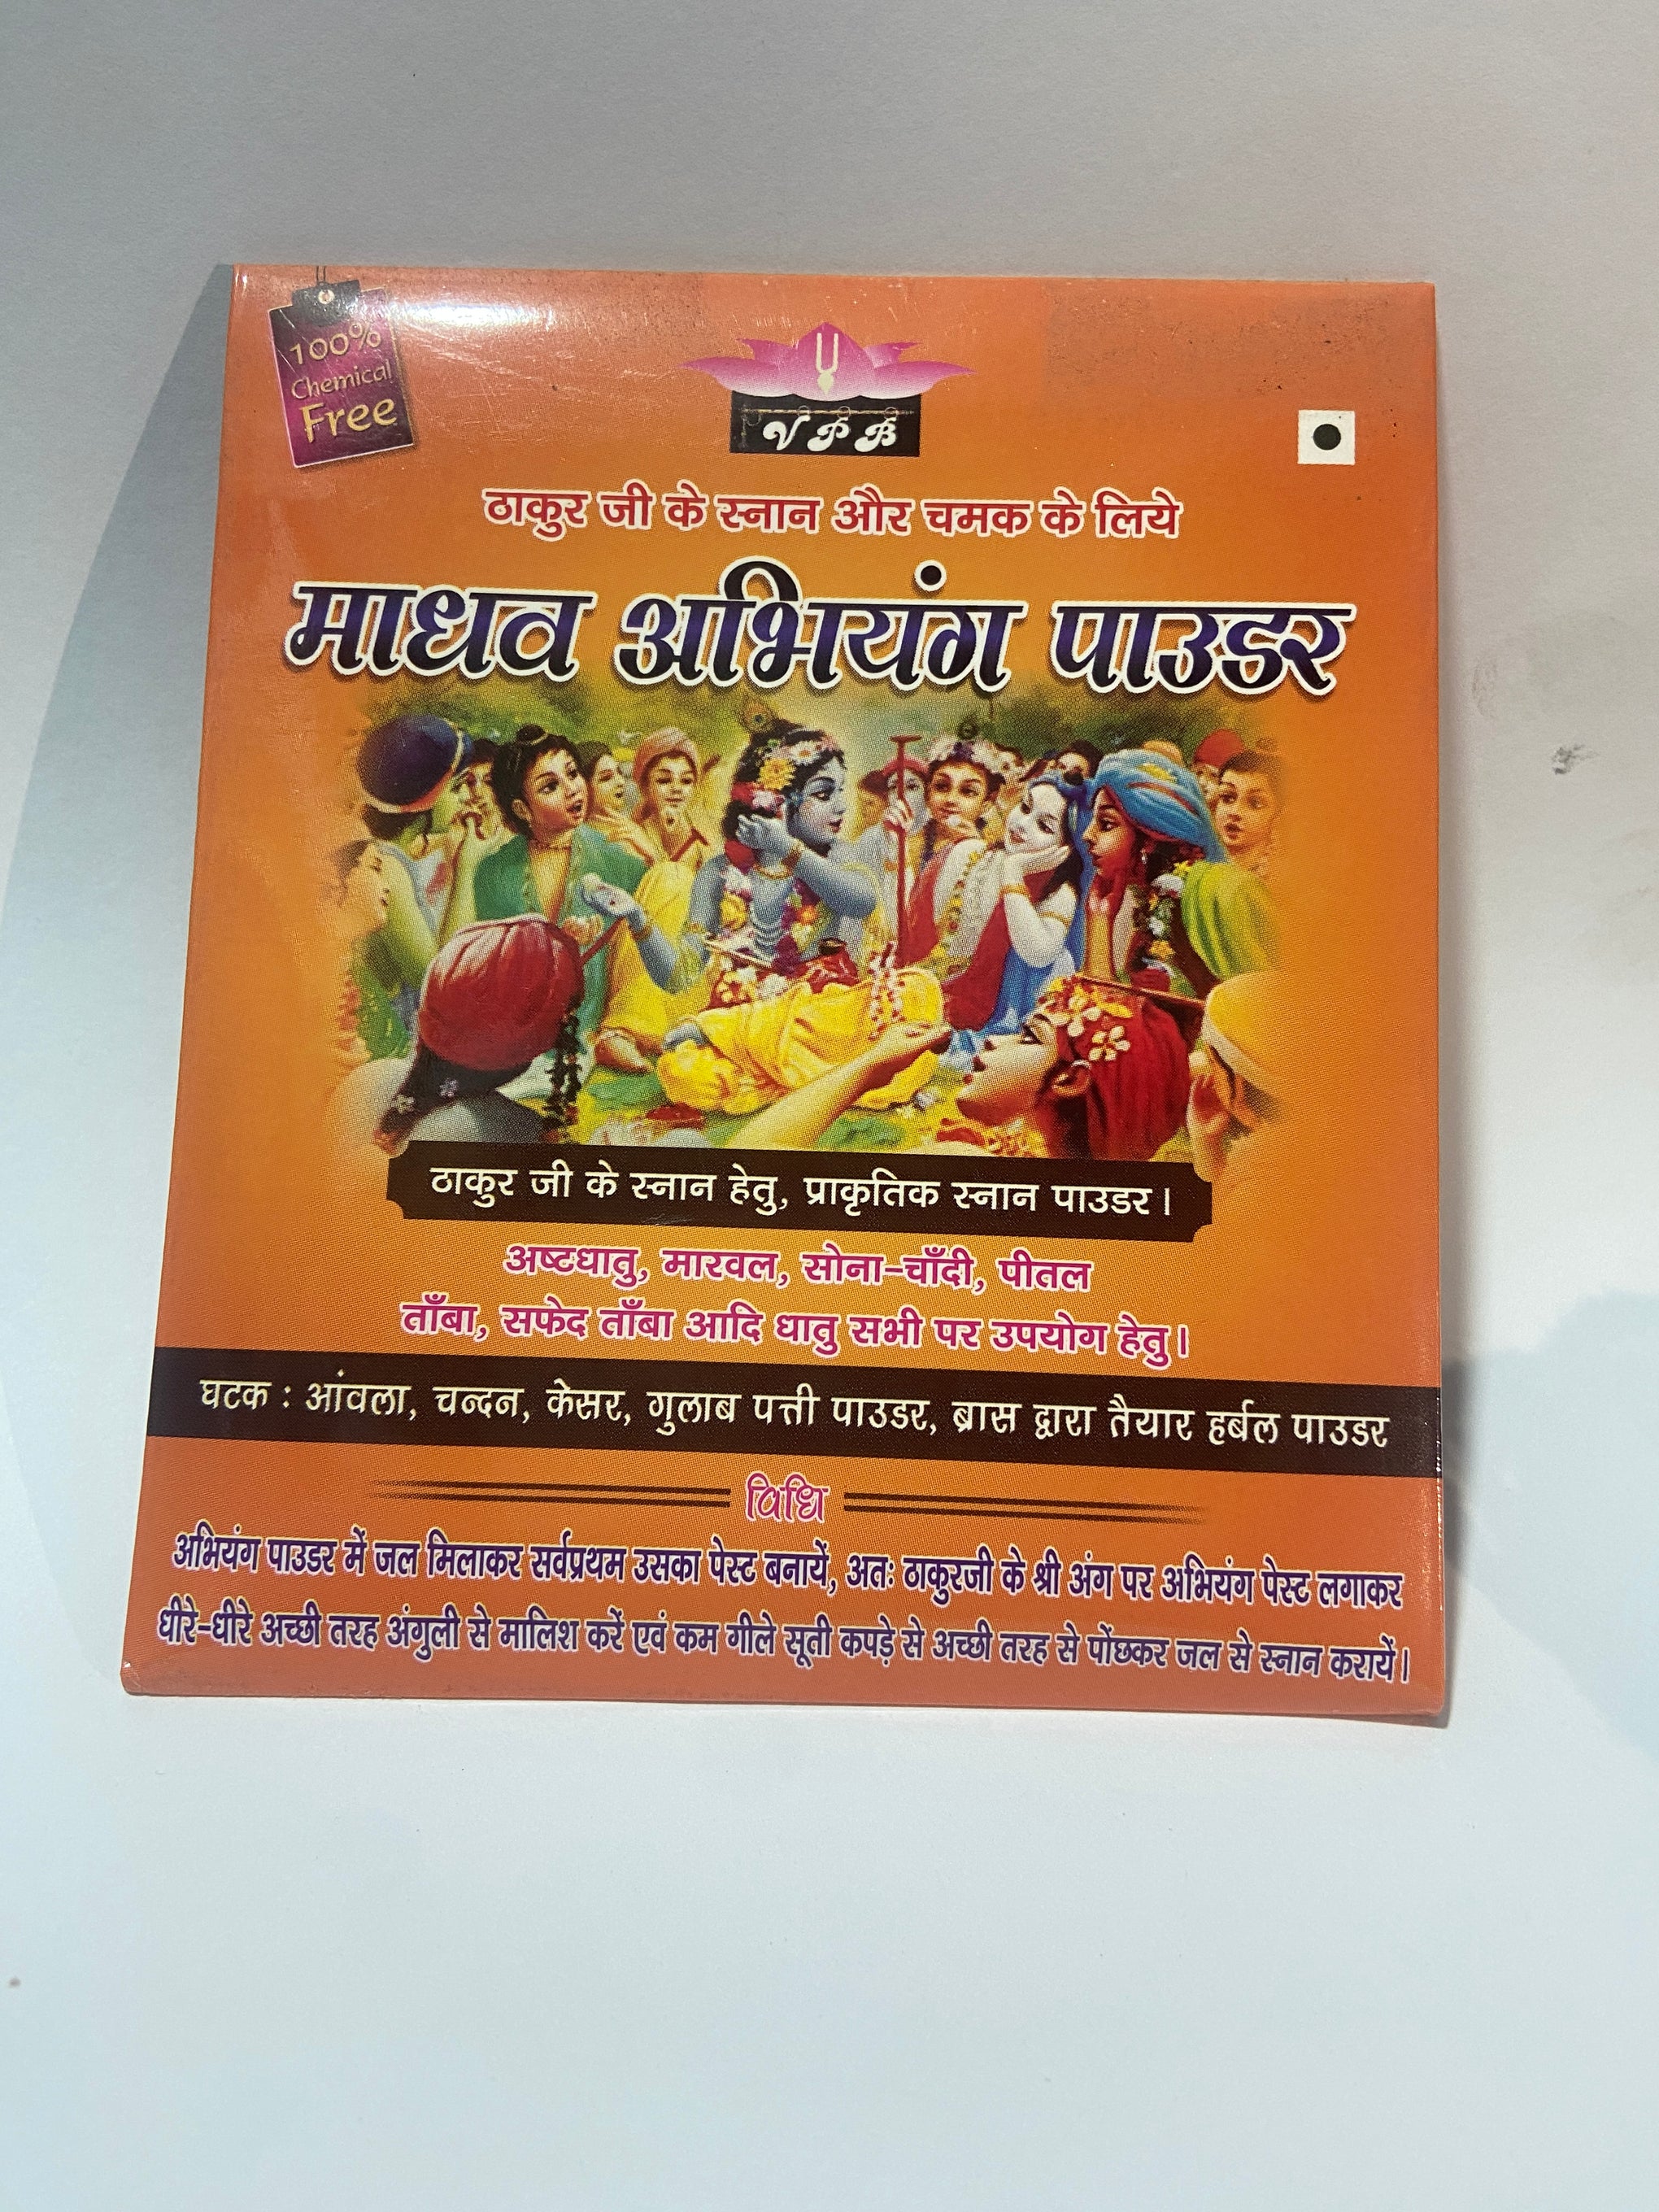 100%
Chemical
Free
VPB
ठाकुर जी के स्नान और चमक के लिये
माधव अभियंग पाउडर
ठाकुर जी के स्नान हेतु, प्राकृतिक स्नान पाउडर।
अष्टधातु, मारवल, सोना-चाँदी, पीतल
ताँबा, सफेद ताँबा आदि धातु सभी पर उपयोग हेतु।
घटक : आंवला, चन्दन, केसर, गुलाब पत्ती पाउडर, ब्रास द्वारा तैयार हर्बल पाउडर
विधि
अभियंग पाउडर में जल मिलाकर सर्वप्रथम उसका पेस्ट बनायें, अतः ठाकुरजी के श्री अंग पर अभियंग पेस्ट लगाकर
धीरे-धीरे अच्छी तरह अंगुली से मालिश करें एवं कम गीले सूती कपड़े से अच्छी तरह से पोंछकर जल से स्नान करायें।